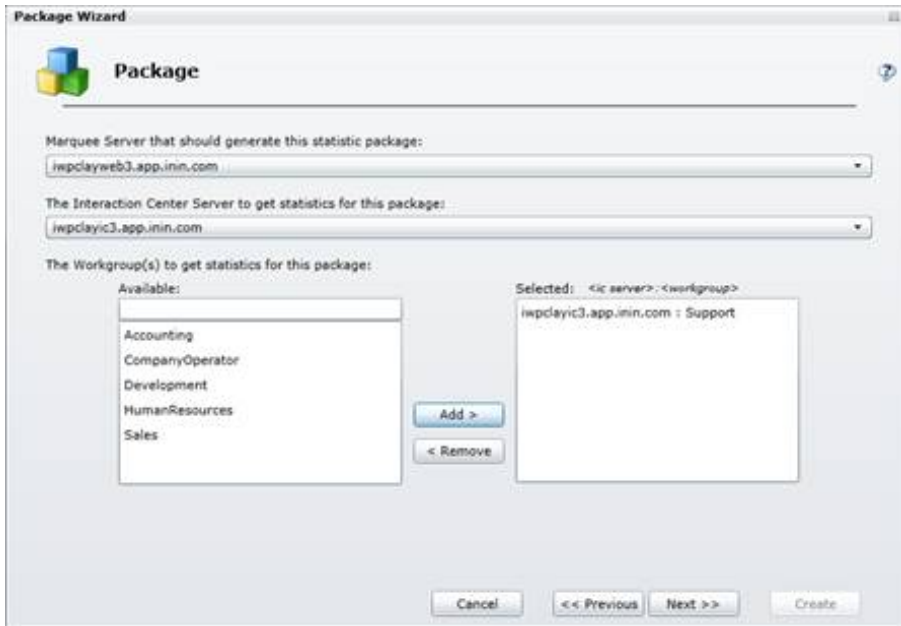 Package Wizard
Package
Marquee Server that should generate this statistic package:
iwpclayweb3.app.inin.com
The Interaction Center Server to get statistics for this package:
iwpclayic3.app.inin.com
The Workgroup(s) to get statistics for this package:
Available:
Selected: <ic server>:<workgroup>
iwpclayic3.app.inin.com : Support
Accounting
CompanyOperator
Development
HumanResources
Sales
Add >
< Remove
Cancel
<< Previous
Next >>
Create